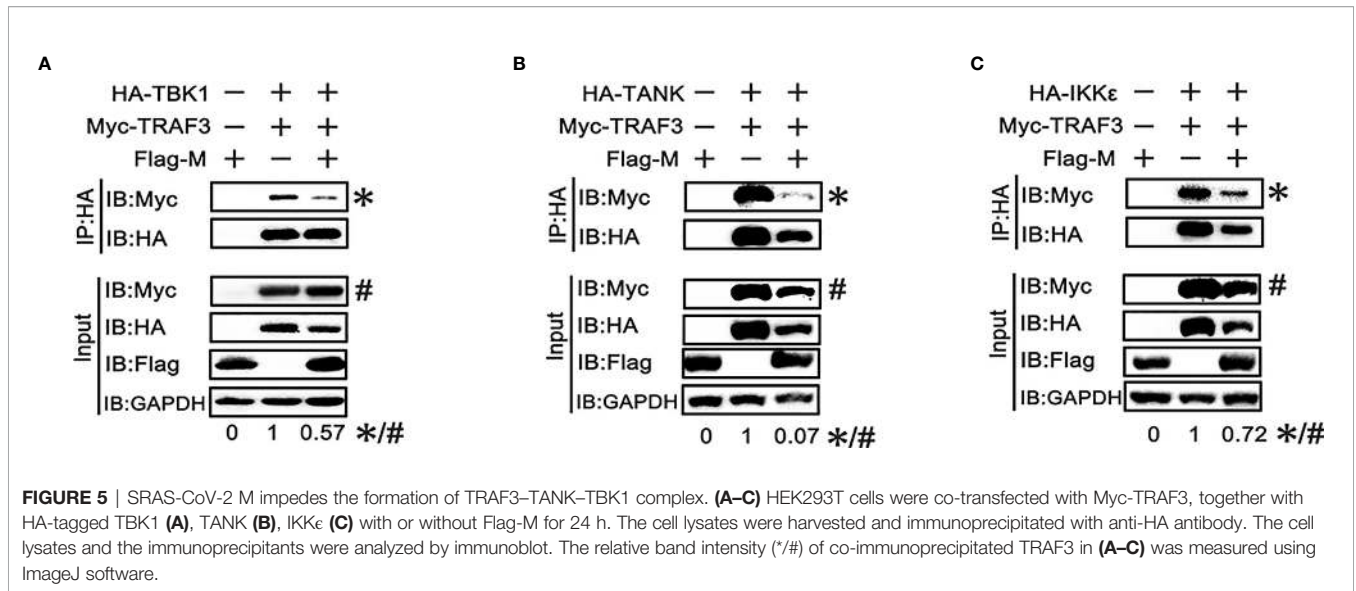 A
HA-TBK1 – + +
Myc-TRAF3 – + +
Flag-M + – +
IP:HA
IB:Myc *
IB:HA
Input
IB:Myc #
IB:HA
IB:Flag
IB:GAPDH
0 1 0.57 */#
B
HA-TANK – + +
Myc-TRAF3 – + +
Flag-M + – +
IP:HA
IB:Myc *
IB:HA
Input
IB:Myc #
IB:HA
IB:Flag
IB:GAPDH
0 1 0.07 */#
C
HA-IKKε – + +
Myc-TRAF3 – + +
Flag-M + – +
IP:HA
IB:Myc *
IB:HA
Input
IB:Myc #
IB:HA
IB:Flag
IB:GAPDH
0 1 0.72 */#
FIGURE 5 | SRAS-CoV-2 M impedes the formation of TRAF3–TANK–TBK1 complex. (A–C) HEK293T cells were co-transfected with Myc-TRAF3, together with
HA-tagged TBK1 (A), TANK (B), IKKϵ (C) with or without Flag-M for 24 h. The cell lysates were harvested and immunoprecipitated with anti-HA antibody. The cell
lysates and the immunoprecipitants were analyzed by immunoblot. The relative band intensity (*/#) of co-immunoprecipitated TRAF3 in (A–C) was measured using
ImageJ software.